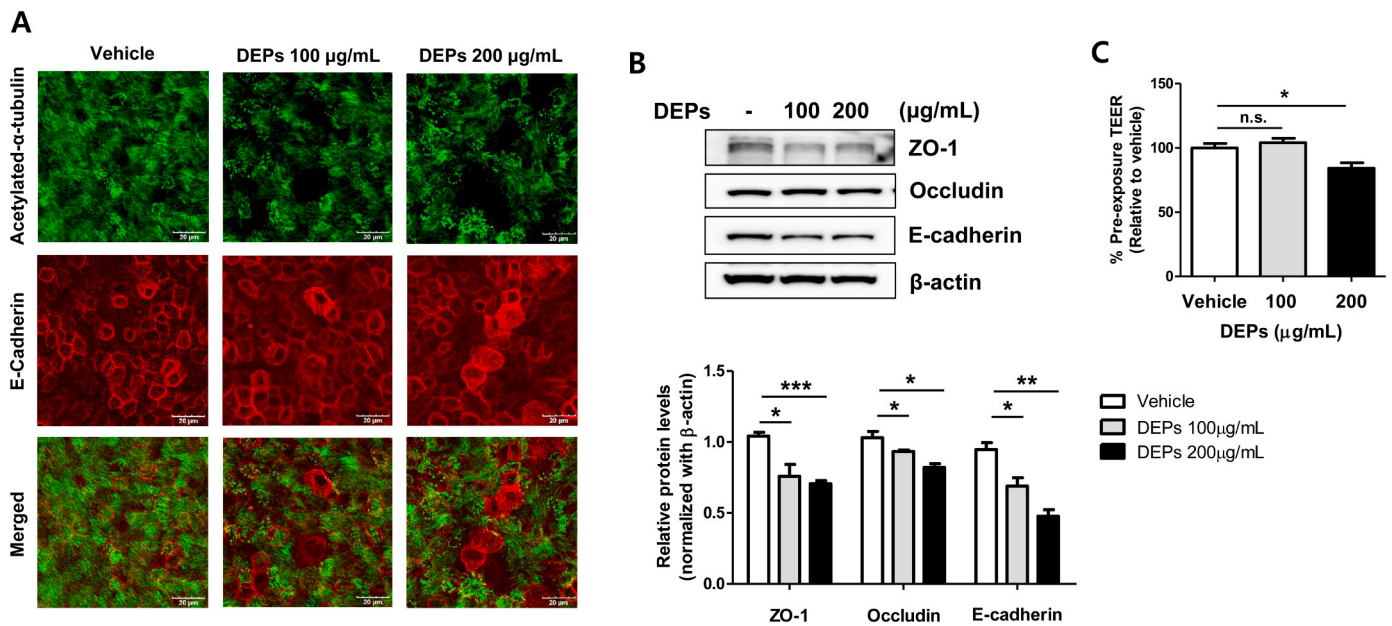 A
Vehicle
DEPs 100 μg/mL
DEPs 200 μg/mL
Acetylated-α-tubulin
20 μm
20 μm
20 μm
E-Cadherin
20 μm
20 μm
20 μm
Merged
20 μm
20 μm
20 μm
B
DEPs - 100 200 (μg/mL)
ZO-1
Occludin
E-cadherin
β-actin
Relative protein levels
(normalized with β-actin)
1.5
1.0
0.5
0.0
*** * * * ** *
ZO-1 Occludin E-cadherin
Vehicle
DEPs 100μg/mL
DEPs 200μg/mL
C
% Pre-exposure TEER
(Relative to vehicle)
150
100
50
0
*
n.s.
Vehicle 100 200
DEPs (μg/mL)